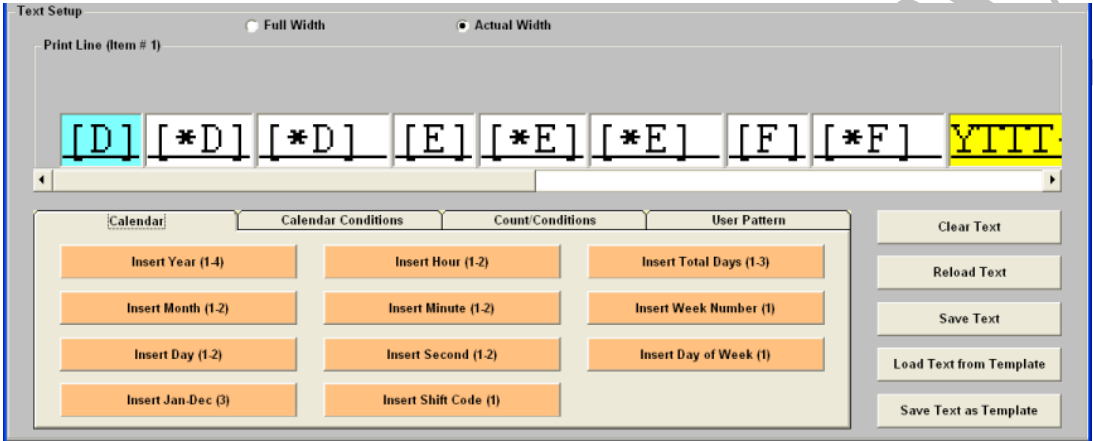 Text Setup
Full Width Actual Width
Print Line (Item # 1)
[D] [*D] [*D] [E] [*E] [*E] [F] [*F] YTTT-
Calendar Calendar Conditions Count/Conditions User Pattern
Insert Year (1-4) Insert Hour (1-2) Insert Total Days (1-3) Clear Text
Reload Text
Insert Month (1-2) Insert Minute (1-2) Insert Week Number (1) Save Text
Insert Day (1-2) Insert Second (1-2) Insert Day of Week (1) Load Text from Template
Insert Jan-Dec (3) Insert Shift Code (1) Save Text as Template